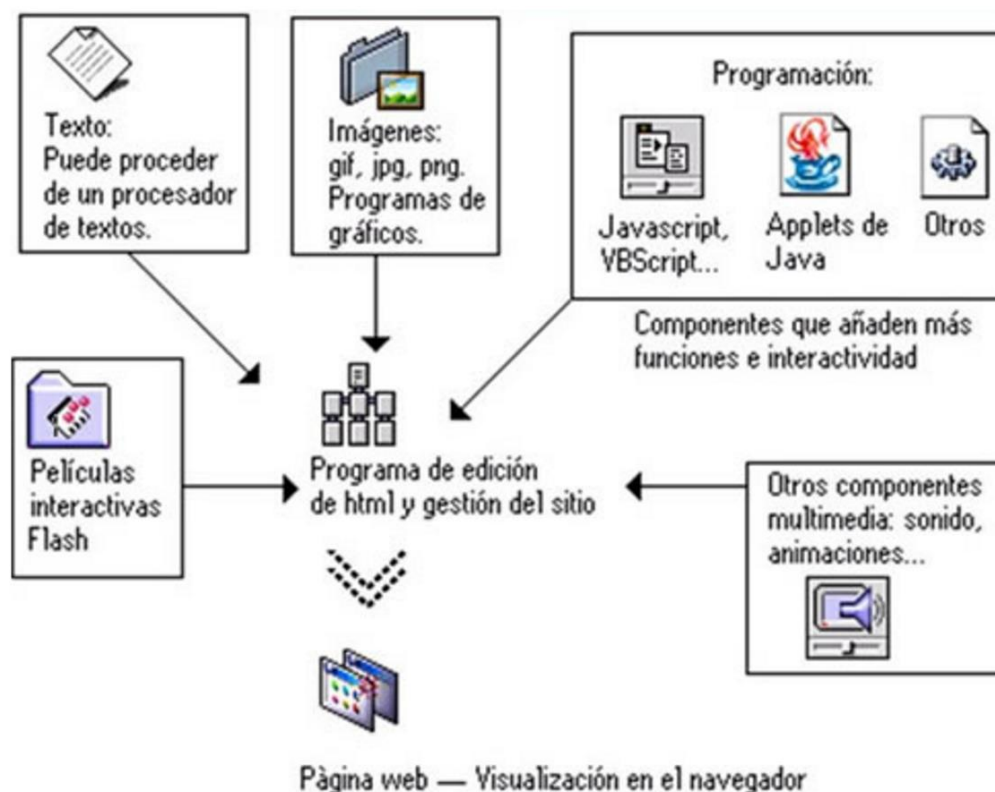 Texto:
Puede proceder
de un procesador
de textos.
Imágenes:
gif, jpg, png.
Programas de
gráficos.
Programación:
Javascript,
VBScript...
Applets de
Java
Otros
Componentes que añaden más
funciones e interactividad
Películas
interactivas
Flash
Programa de edición
de html y gestión del sitio
Otros componentes
multimedia: sonido,
animaciones...
Pàgina web — Visualización en el navegador